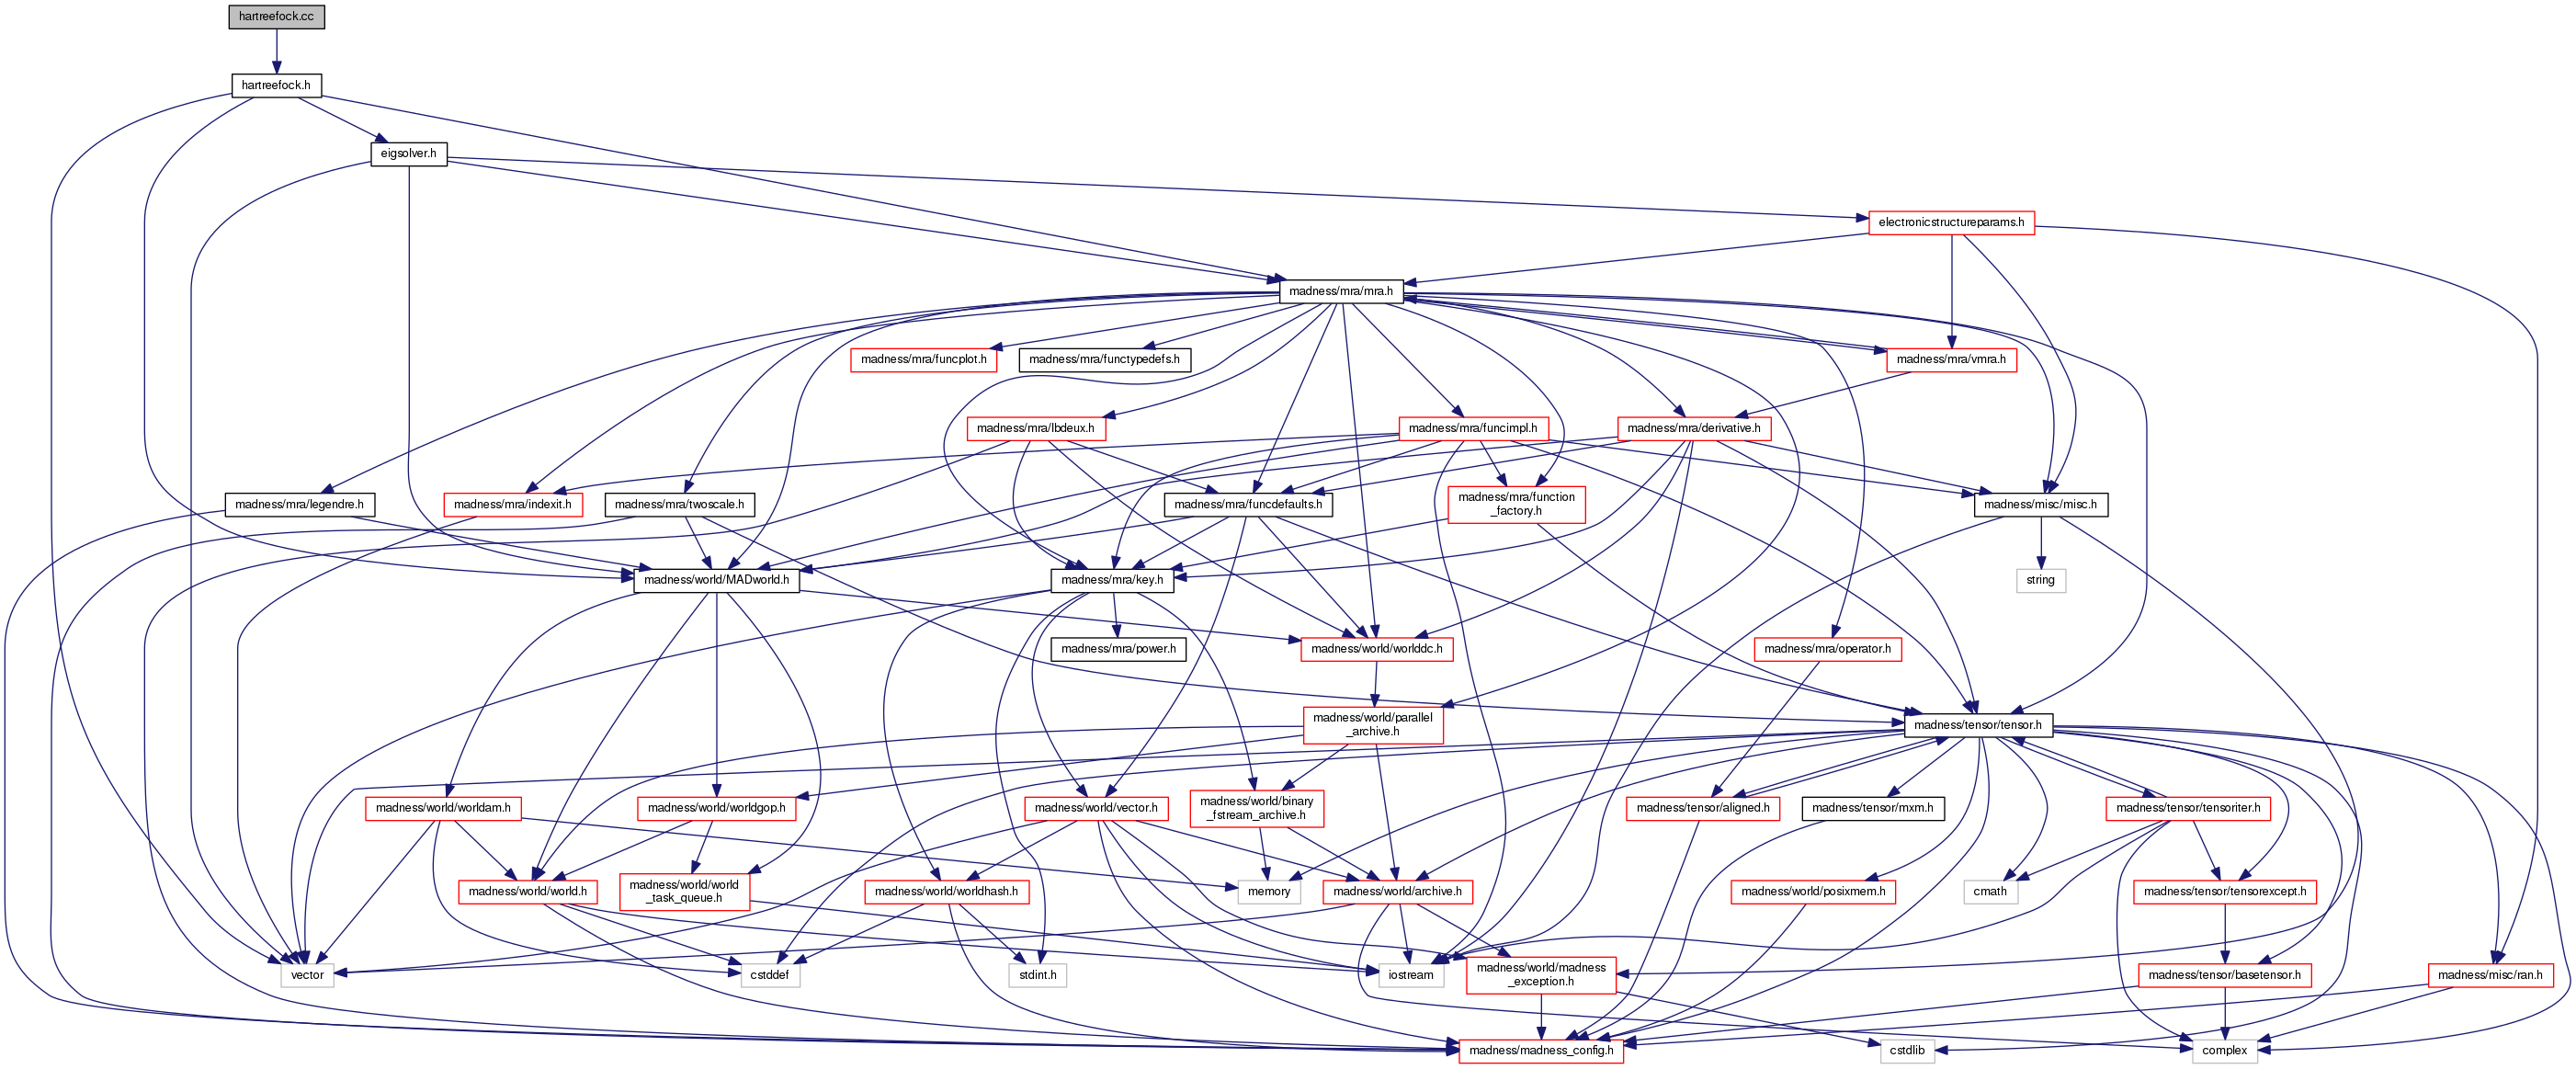 hartreefock.cc
hartreefock.h
eigsolver.h
electronicstructureparams.h
madness/mra/mra.h
madness/mra/funcplot.h
madness/mra/functypedefs.h
madness/mra/vmra.h
madness/mra/lbdeux.h
madness/mra/funcimpl.h
madness/mra/derivative.h
madness/mra/legendre.h
madness/mra/indexit.h
madness/mra/twoscale.h
madness/mra/funcdefaults.h
madness/mra/function
_factory.h
madness/misc/misc.h
madness/world/MADworld.h
madness/mra/key.h
string
madness/mra/power.h
madness/world/worlddc.h
madness/mra/operator.h
madness/world/parallel
_archive.h
madness/tensor/tensor.h
madness/world/worldam.h
madness/world/worldgop.h
madness/world/vector.h
madness/world/binary
_fstream_archive.h
madness/tensor/aligned.h
madness/tensor/mxm.h
madness/tensor/tensoriter.h
madness/world/world.h
madness/world/world
_task_queue.h
madness/world/worldhash.h
memory
madness/world/archive.h
madness/world/posixmem.h
cmath
madness/tensor/tensorexcept.h
vector
cstddef
stdint.h
iostream
madness/world/madness
_exception.h
madness/tensor/basetensor.h
madness/misc/ran.h
madness/madness_config.h
cstdlib
complex